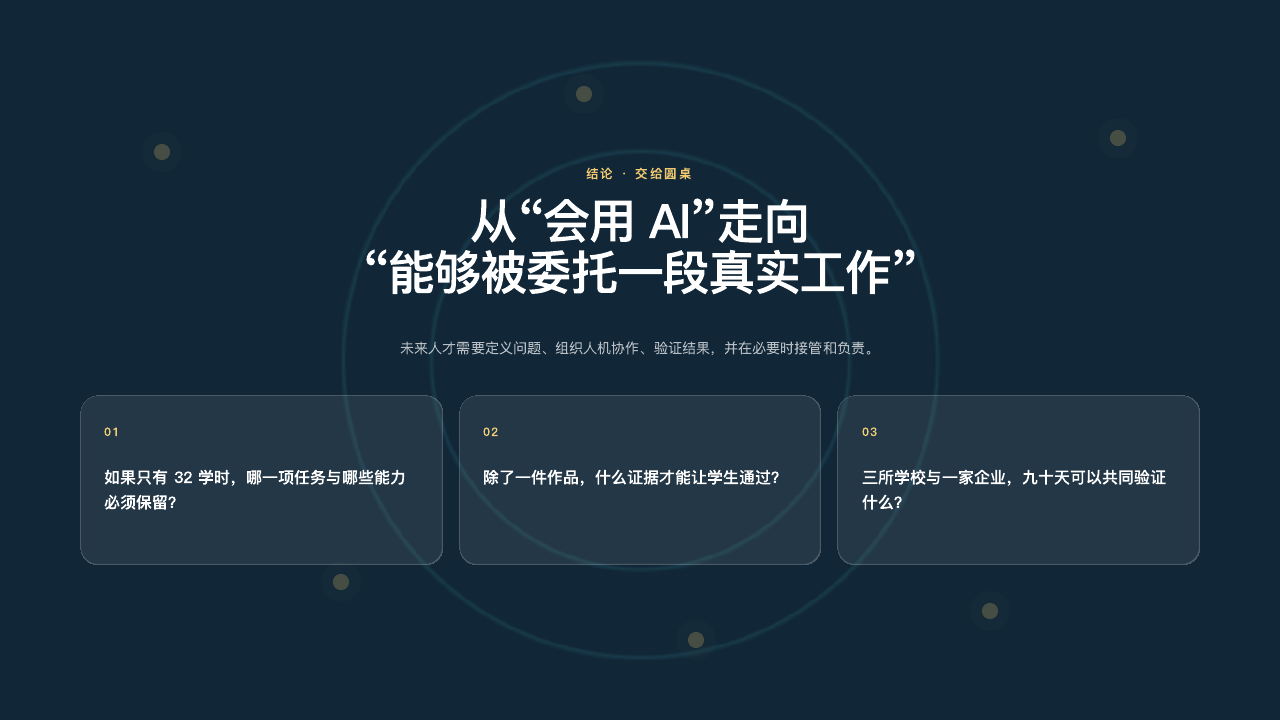 结论 · 交给圆桌
从“会用 AI”走向
“能够被委托一段真实工作”
未来人才需要定义问题、组织人机协作、验证结果，并在必要时接管和负责。
01
如果只有 32 学时，哪一项任务与哪些能力
必须保留？
02
除了一件作品，什么证据才能让学生通过？
03
三所学校与一家企业，九十天可以共同验证
什么？